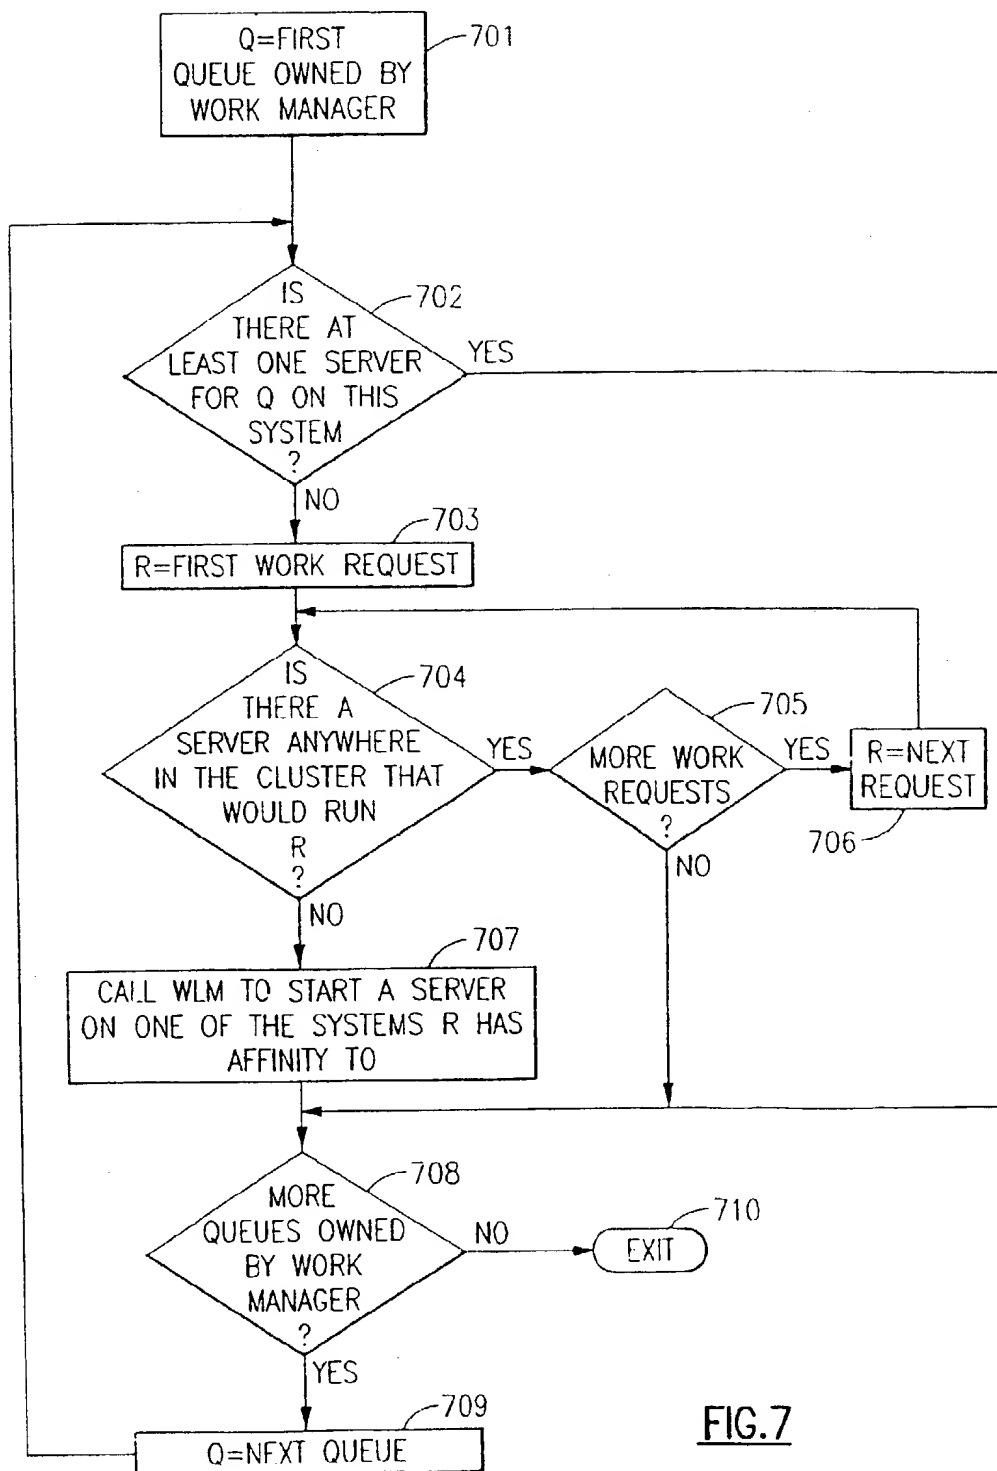 Q=FIRST
QUEUE OWNED BY
WORK MANAGER
701
IS
THERE AT
LEAST ONE SERVER
FOR Q ON THIS
SYSTEM
?
702
YES
NO
703
R=FIRST WORK REQUEST
IS
THERE A
SERVER ANYWHERE
IN THE CLUSTER THAT
WOULD RUN
R
?
704
YES
NO
705
MORE WORK
REQUESTS
?
YES
NO
R=NEXT
REQUEST
706
707
CALL WLM TO START A SERVER
ON ONE OF THE SYSTEMS R HAS
AFFINITY TO
708
MORE
QUEUES OWNED
BY WORK
MANAGER
?
NO
710
EXIT
YES
709
Q=NEXT QUEUE
FIG.7